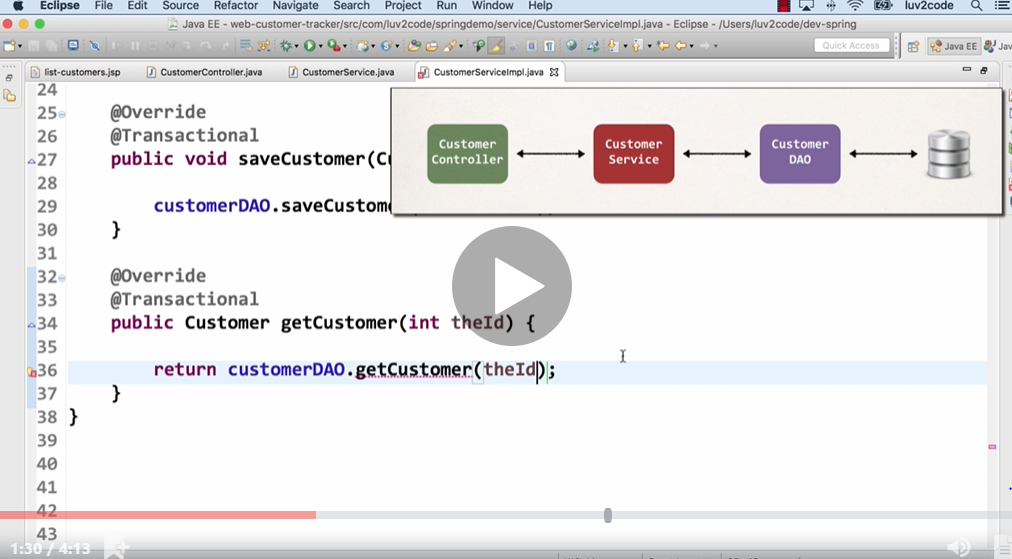 Eclipse File Edit Source Refactor Navigate Search Project Run Window Help luv2code
Java EE - web-customer-tracker/src/com/luv2code/springdemo/service/CustomerServiceImpl.java - Eclipse - /Users/luv2code/dev-spring
Quick Access Java EE Java
list-customers.jsp CustomerController.java CustomerService.java CustomerServiceImpl.java
24
25 @Override
26 @Transactional
27 public void saveCustomer(
28
29 customerDAO.
30 }
31
32 @Override
33 @Transactional
34 public Customer getCustomer(int theId) {
35
36 return customerDAO.getCustomer(theId);
37 }
38 }
39
40
41
42
43
Customer
Controller
Customer
Service
Customer
DAO
1:30 / 4:13